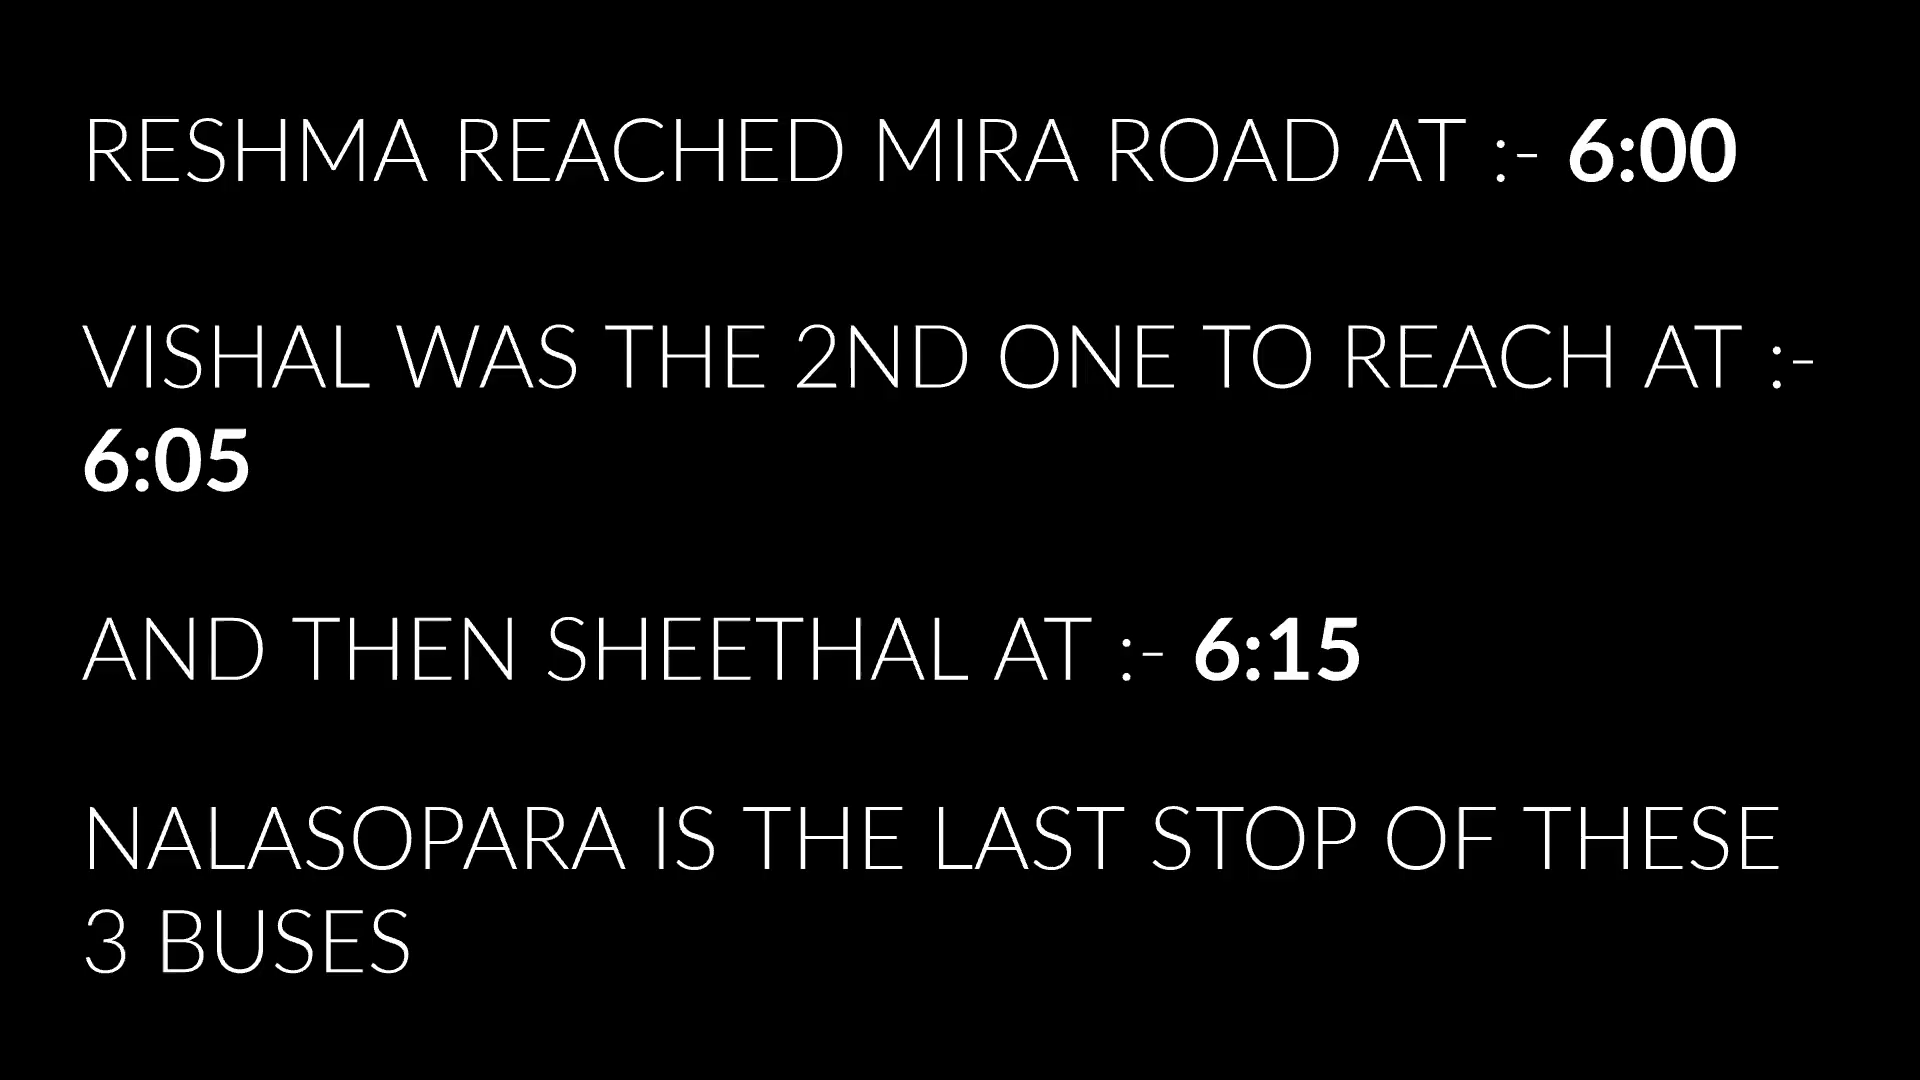 RESHMA REACHED MIRA ROAD AT :- 6:00
VISHAL WAS THE 2ND ONE TO REACH AT :-
6:05
AND THEN SHEETHAL AT :- 6:15
NALASOPARA IS THE LAST STOP OF THESE
3 BUSES